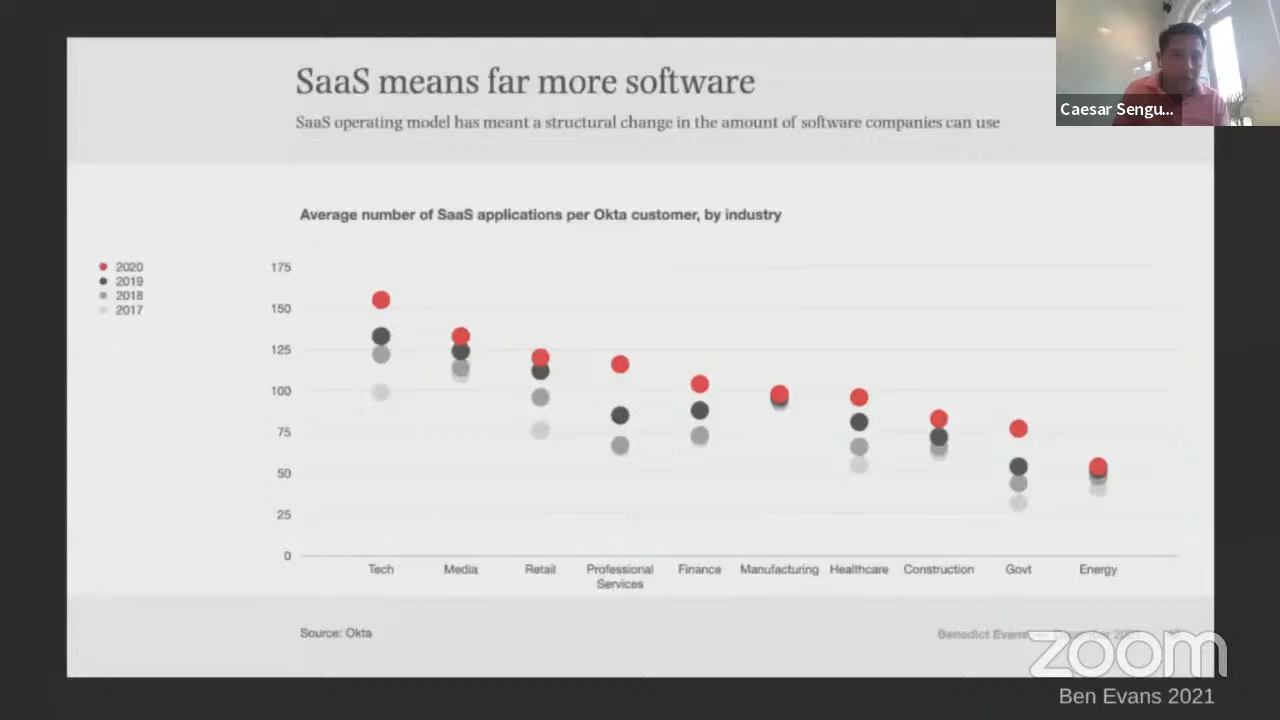 SaaS means far more software
SaaS operating model has meant a structural change in the amount of software companies can use
Caesar Sengu...
Average number of SaaS applications per Okta customer, by industry
2020
2019
2018
2017
175
150
125
100
75
50
25
0
Tech Media Retail Professional Services Finance Manufacturing Healthcare Construction Govt Energy
Source: Okta
Benedict Evans
zoom
Ben Evans 2021